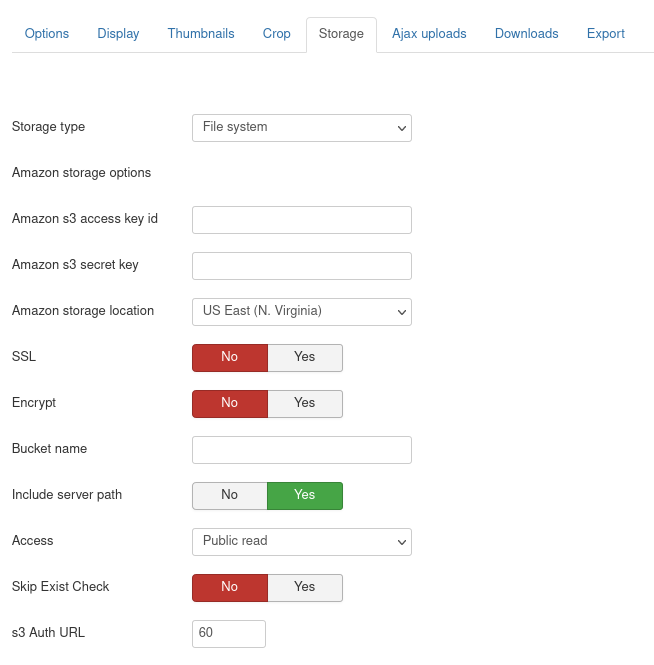 Options Display Thumbnails Crop Storage Ajax uploads Downloads Export
Storage type File system
Amazon storage options
Amazon s3 access key id
Amazon s3 secret key
Amazon storage location US East (N. Virginia)
SSL No Yes
Encrypt No Yes
Bucket name
Include server path No Yes
Access Public read
Skip Exist Check No Yes
s3 Auth URL 60